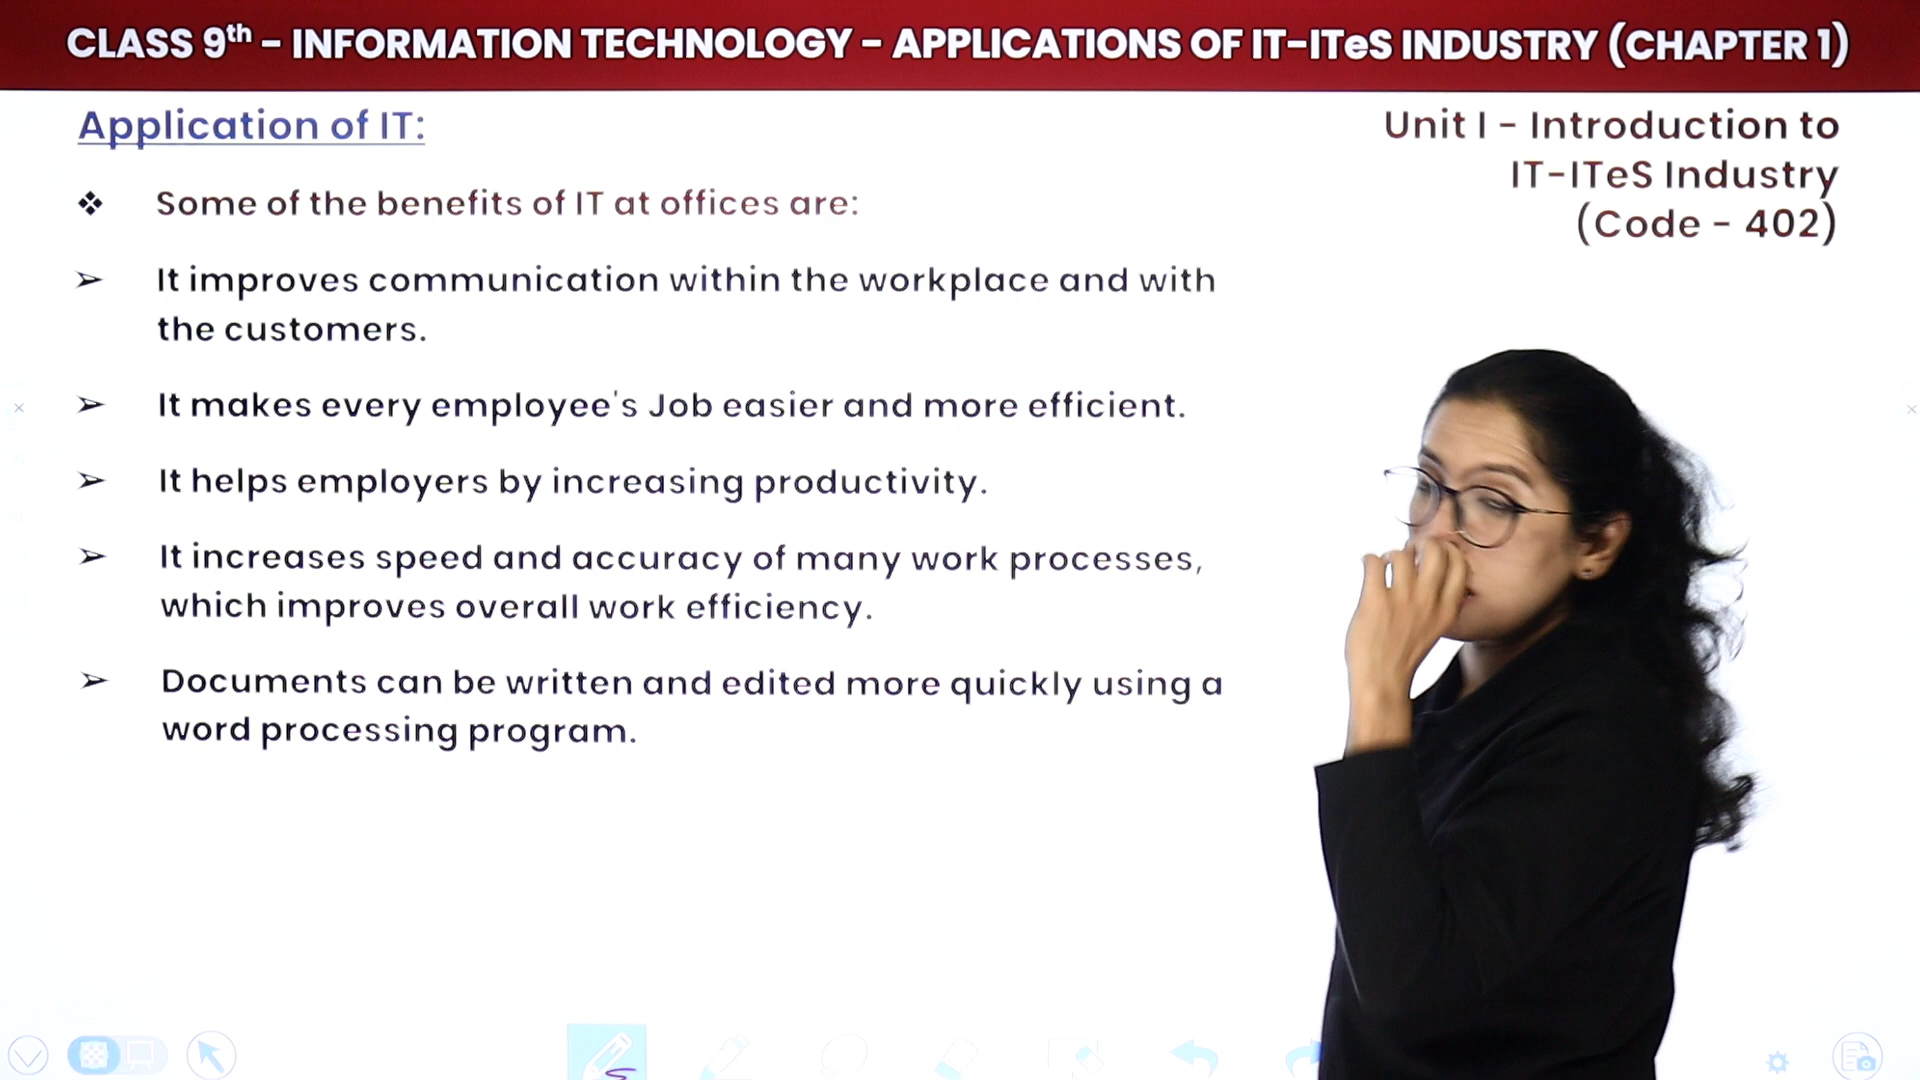 CLASS 9th – INFORMATION TECHNOLOGY – APPLICATIONS OF IT-ITeS INDUSTRY (CHAPTER 1)
Application of IT:
Unit I - Introduction to
IT-ITeS Industry
(Code - 402)
❖ Some of the benefits of IT at offices are:
➢ It improves communication within the workplace and with
the customers.
➢ It makes every employee's Job easier and more efficient.
➢ It helps employers by increasing productivity.
➢ It increases speed and accuracy of many work processes,
which improves overall work efficiency.
➢ Documents can be written and edited more quickly using a
word processing program.